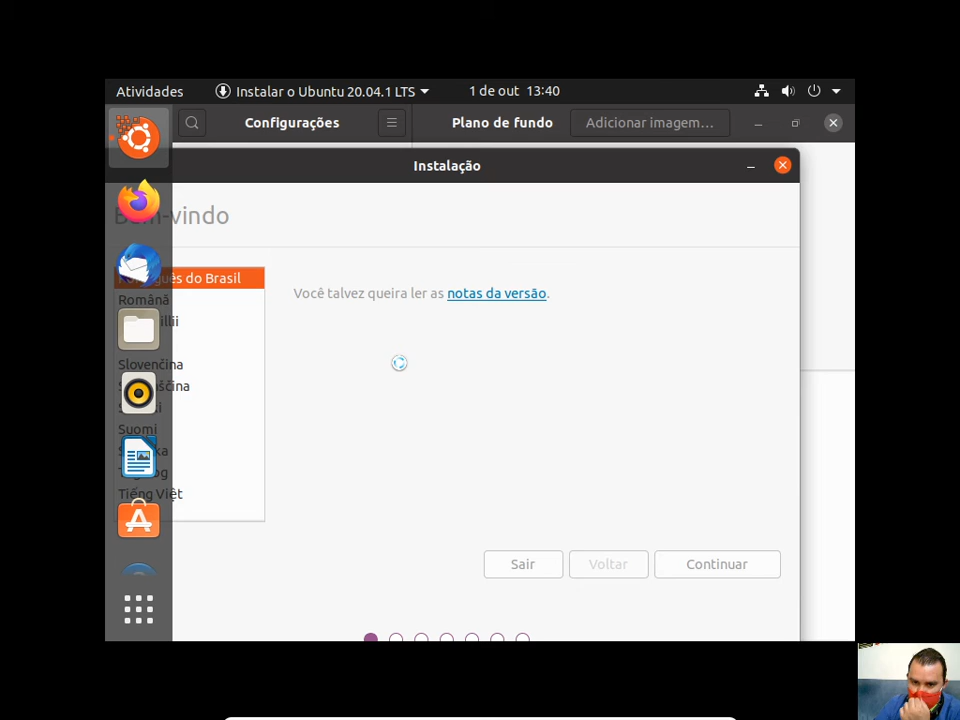 Atividades
Instalar o Ubuntu 20.04.1 LTS
1 de out 13:40
Configurações
Plano de fundo
Adicionar imagem…
Instalação
Bem-vindo
Português do Brasil
Você talvez queira ler as notas da versão.
Română
Slovenčina
Suomi
Tiếng Việt
Sair
Voltar
Continuar